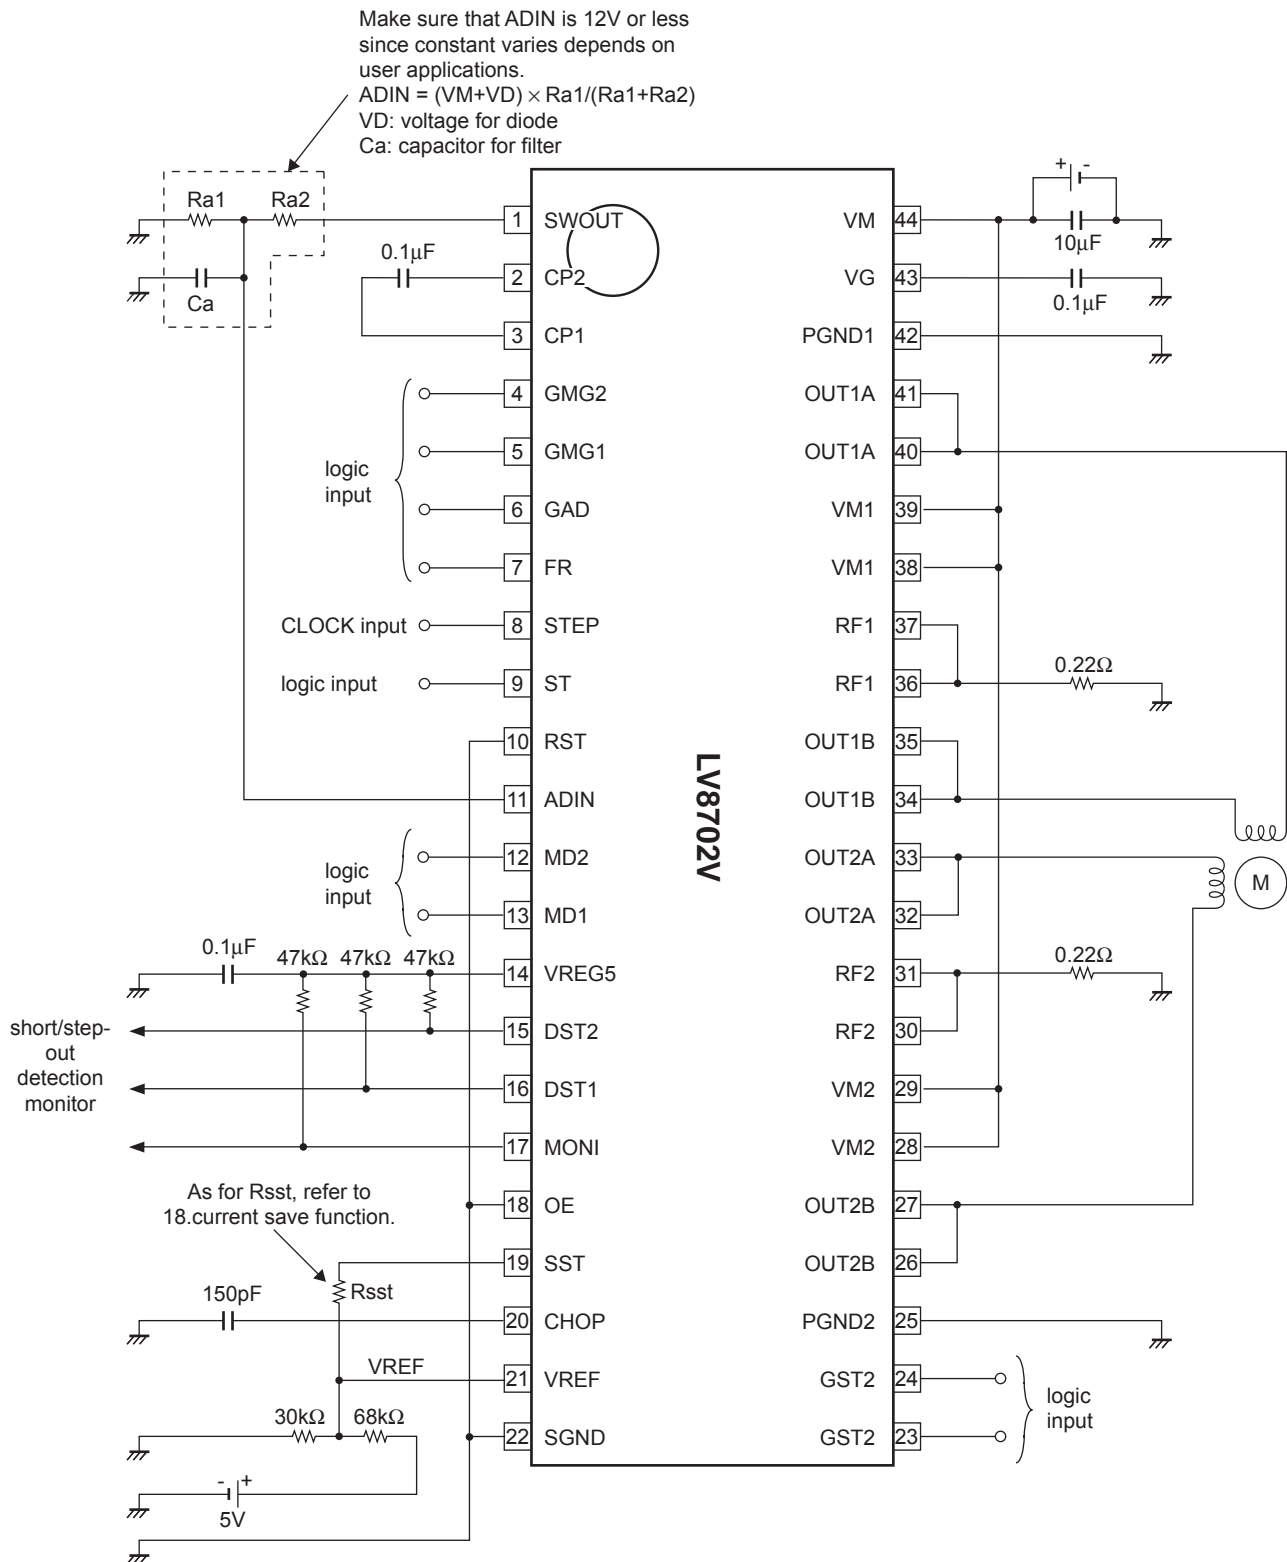 Make sure that ADIN is 12V or less
since constant varies depends on
user applications.
ADIN = (VM+VD) × Ra1/(Ra1+Ra2)
VD: voltage for diode
Ca: capacitor for filter
Ra1 Ra2
Ca
0.1μF
1 SWOUT
2 CP2
3 CP1
4 GMG2
5 GMG1
6 GAD
7 FR
logic
input
CLOCK input
8 STEP
logic input
9 ST
10 RST
11 ADIN
12 MD2
13 MD1
logic
input
0.1μF
47kΩ 47kΩ 47kΩ
14 VREG5
15 DST2
16 DST1
17 MONI
short/step-
out
detection
monitor
As for Rsst, refer to
18.current save function.
18 OE
19 SST
Rsst
150pF
20 CHOP
VREF
21 VREF
30kΩ 68kΩ
22 SGND
- +
5V
LV8702V
+ -
VM 44
10μF
VG 43
0.1μF
PGND1 42
OUT1A 41
OUT1A 40
VM1 39
VM1 38
RF1 37
0.22Ω
RF1 36
OUT1B 35
OUT1B 34
OUT2A 33
M
OUT2A 32
0.22Ω
RF2 31
RF2 30
VM2 29
VM2 28
OUT2B 27
OUT2B 26
PGND2 25
GST2 24
GST2 23
logic
input